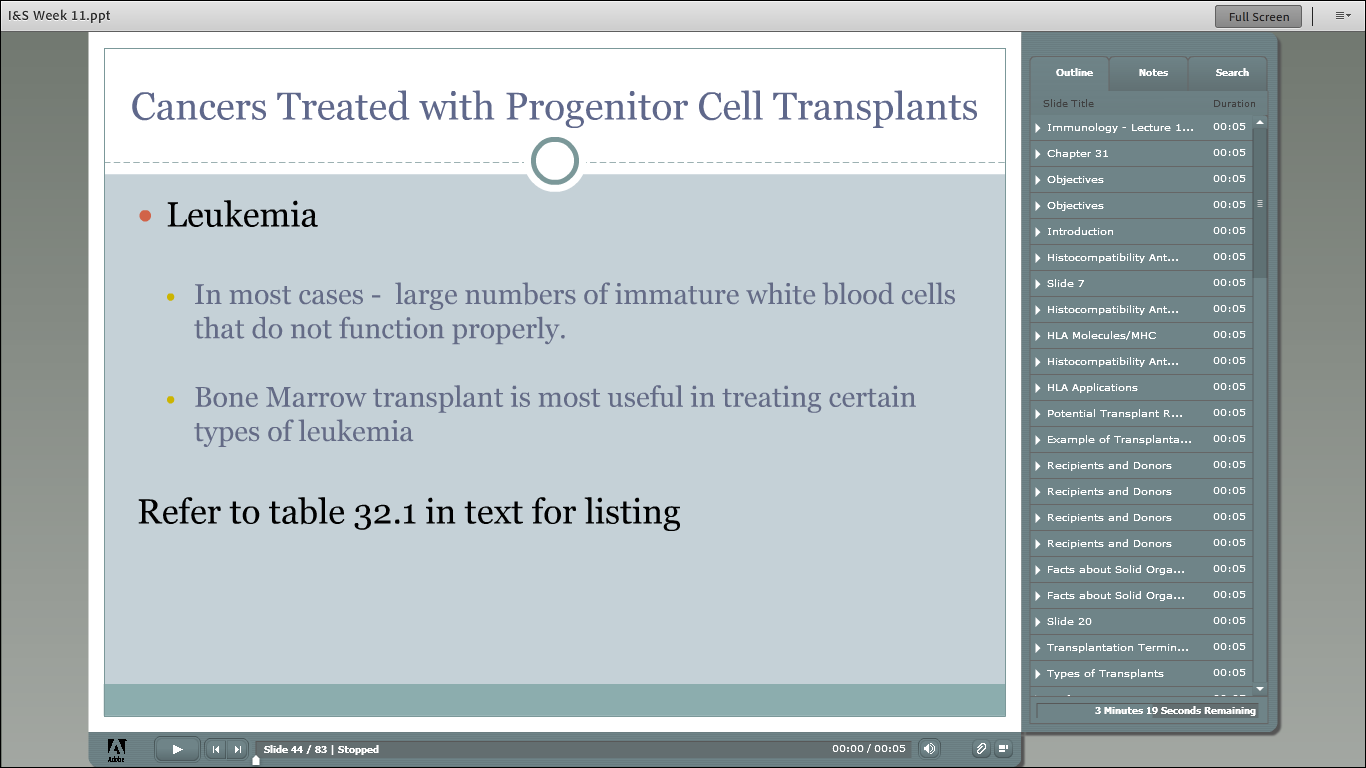 I&S Week 11.ppt
Full Screen
Cancers Treated with Progenitor Cell Transplants
Leukemia
In most cases -  large numbers of immature white blood cells
that do not function properly.
Bone Marrow transplant is most useful in treating certain
types of leukemia
Refer to table 32.1 in text for listing
Outline Notes Search
Slide Title Duration
Immunology - Lecture 1... 00:05
Chapter 31 00:05
Objectives 00:05
Objectives 00:05
Introduction 00:05
Histocompatibility Ant... 00:05
Slide 7 00:05
Histocompatibility Ant... 00:05
HLA Molecules/MHC 00:05
Histocompatibility Ant... 00:05
HLA Applications 00:05
Potential Transplant R... 00:05
Example of Transplanta... 00:05
Recipients and Donors 00:05
Recipients and Donors 00:05
Recipients and Donors 00:05
Recipients and Donors 00:05
Facts about Solid Orga... 00:05
Facts about Solid Orga... 00:05
Slide 20 00:05
Transplantation Termin... 00:05
Types of Transplants 00:05
3 Minutes 19 Seconds Remaining
Adobe
Slide 44 / 83 | Stopped
00:00 / 00:05